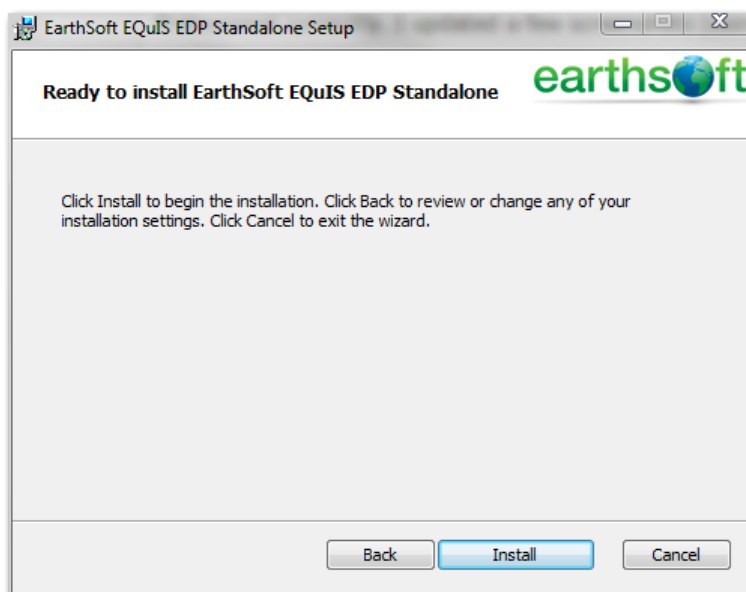 EarthSoft EQuIS EDP Standalone Setup
Ready to install EarthSoft EQuIS EDP Standalone
earthsoft
Click Install to begin the installation. Click Back to review or change any of your
installation settings. Click Cancel to exit the wizard.
Back
Install
Cancel